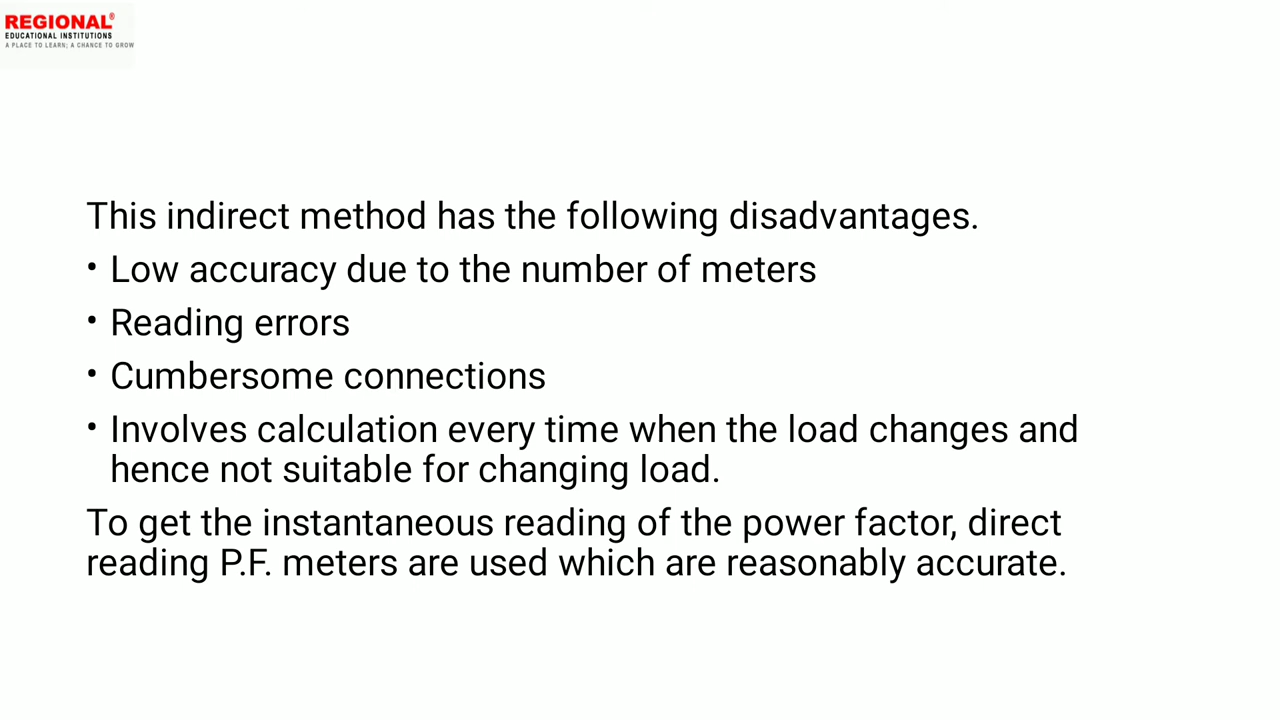 REGIONAL®
EDUCATIONAL INSTITUTIONS
A PLACE TO LEARN; A CHANCE TO GROW
This indirect method has the following disadvantages.
• Low accuracy due to the number of meters
• Reading errors
• Cumbersome connections
• Involves calculation every time when the load changes and
hence not suitable for changing load.
To get the instantaneous reading of the power factor, direct
reading P.F. meters are used which are reasonably accurate.